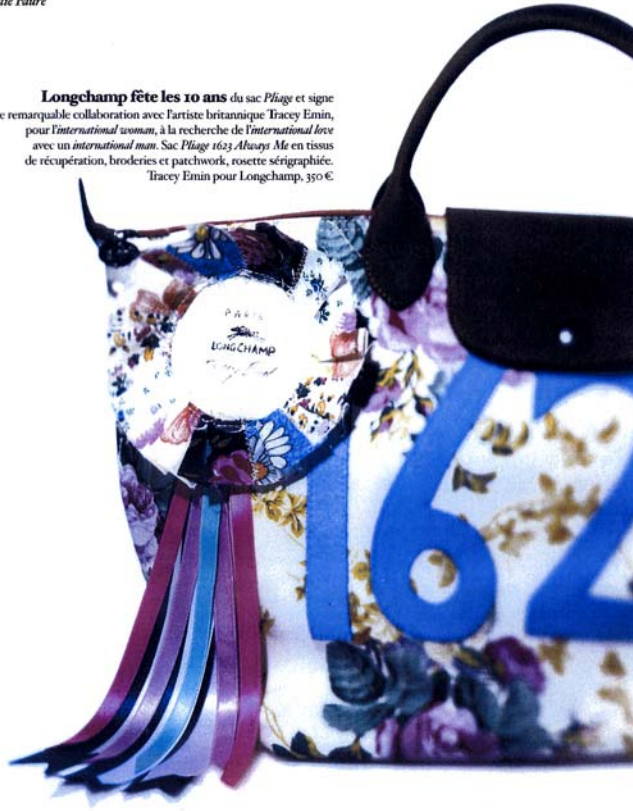 Faure
Longchamp fête les 10 ans du sac Pliage et signe
e remarquable collaboration avec l'artiste britannique Tracey Emin,
pour l'international woman, à la recherche de l'international love
avec un international man. Sac Pliage 1623 Always Me en tissus
de récupération, broderies et patchwork, rosette sérigraphiée.
Tracey Emin pour Longchamp, 350 €
PARIS
LONGCHAMP
162